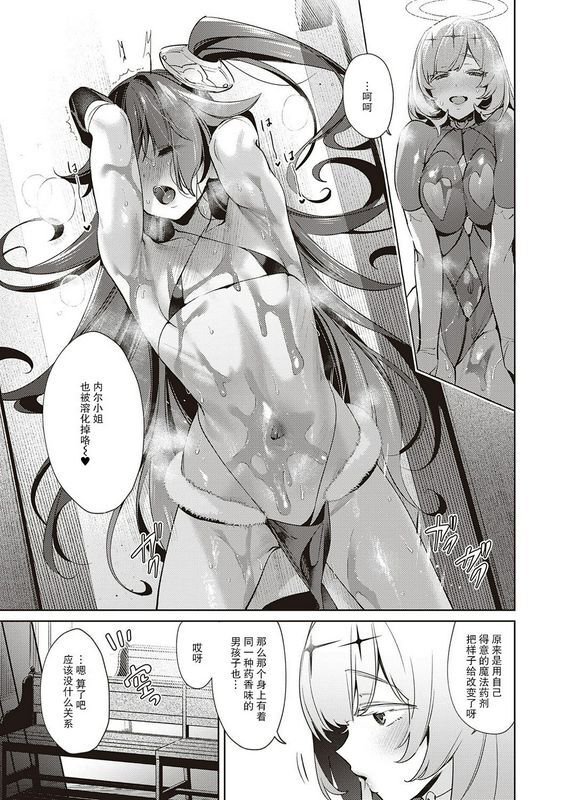 …呵呵
内尔小姐
也被溶化掉咯～♥
原来是用自己
得意的魔法药剂
把样子给改变了呀
哎呀
那么那个身上有着
同一种药香味的
男孩子也…
…嗯 算了吧
应该没什么关系